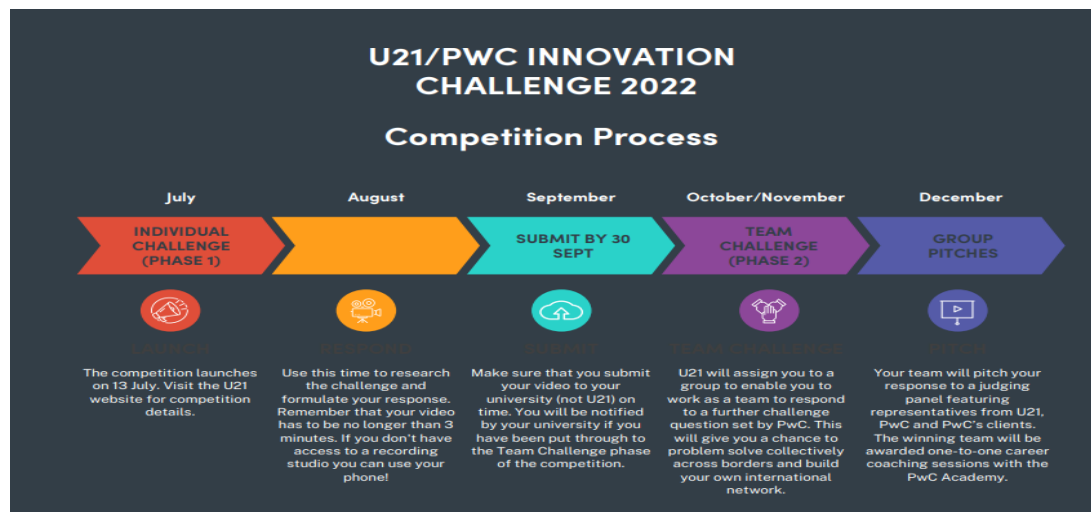 U21/PWC INNOVATION
CHALLENGE 2022
Competition Process
July
August
September
October/November
December
INDIVIDUAL
CHALLENGE
(PHASE 1)
SUBMIT BY 30
SEPT
TEAM
CHALLENGE
(PHASE 2)
GROUP
PITCHES
LAUNCH
RESPOND
SUBMIT
TEAM CHALLENGE
PITCH
The competition launches
on 13 July. Visit the U21
website for competition
details.
Use this time to research
the challenge and
formulate your response.
Remember that your video
has to be no longer than 3
minutes. If you don't have
access to a recording
studio you can use your
phone!
Make sure that you submit
your video to your
university (not U21) on
time. You will be notified
by your university if you
have been put through to
the Team Challenge phase
of the competition.
U21 will assign you to a
group to enable you to
work as a team to respond
to a further challenge
question set by PwC. This
will give you a chance to
problem solve collectively
across borders and build
your own international
network.
Your team will pitch your
response to a judging
panel featuring
representatives from U21,
PwC and PwC's clients.
The winning team will be
awarded one-to-one career
coaching sessions with the
PwC Academy.